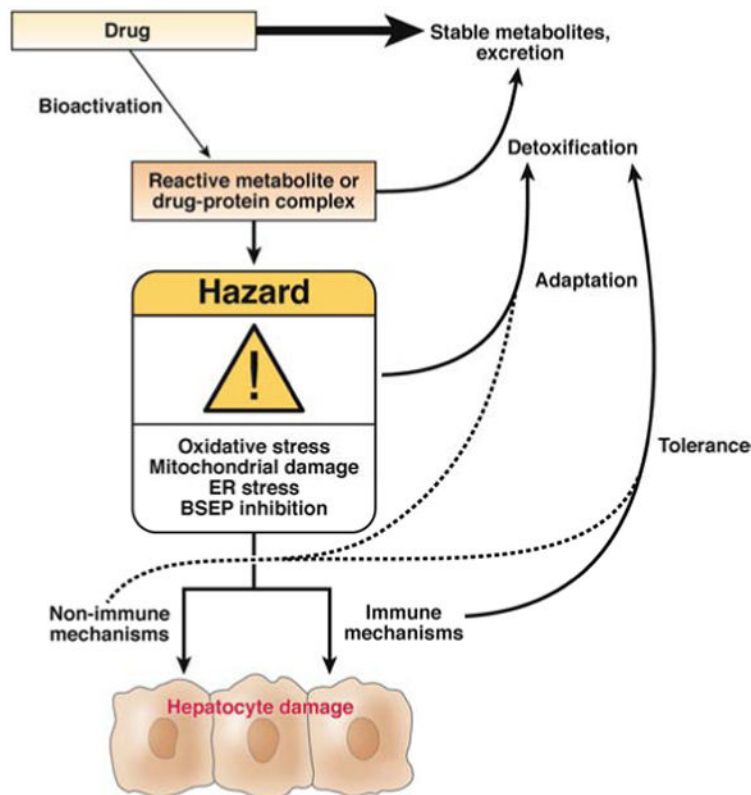 Drug
Stable metabolites,
excretion
Bioactivation
Detoxification
Reactive metabolite or
drug-protein complex
Hazard
!
Adaptation
Oxidative stress
Mitochondrial damage
ER stress
BSEP inhibition
Tolerance
Non-immune
mechanisms
Immune
mechanisms
Hepatocyte damage